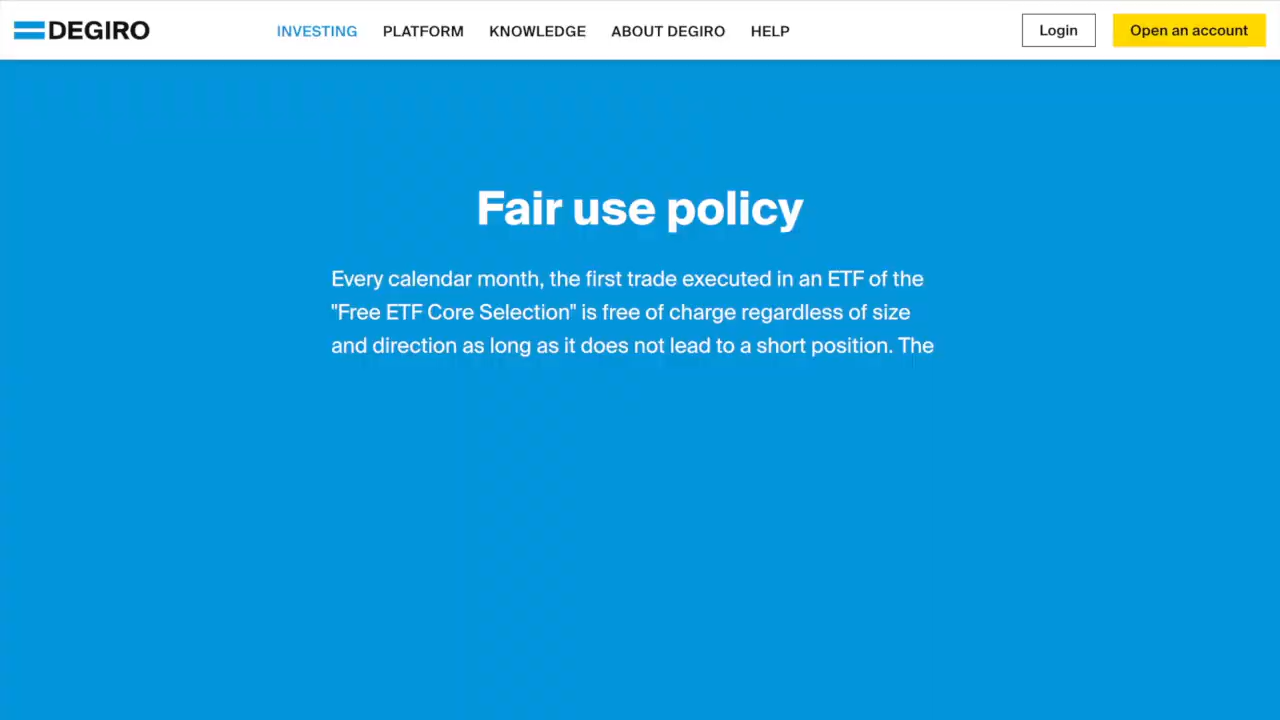 DEGIRO INVESTING PLATFORM KNOWLEDGE ABOUT DEGIRO HELP Login Open an account
Fair use policy
Every calendar month, the first trade executed in an ETF of the
"Free ETF Core Selection" is free of charge regardless of size
and direction as long as it does not lead to a short position. The